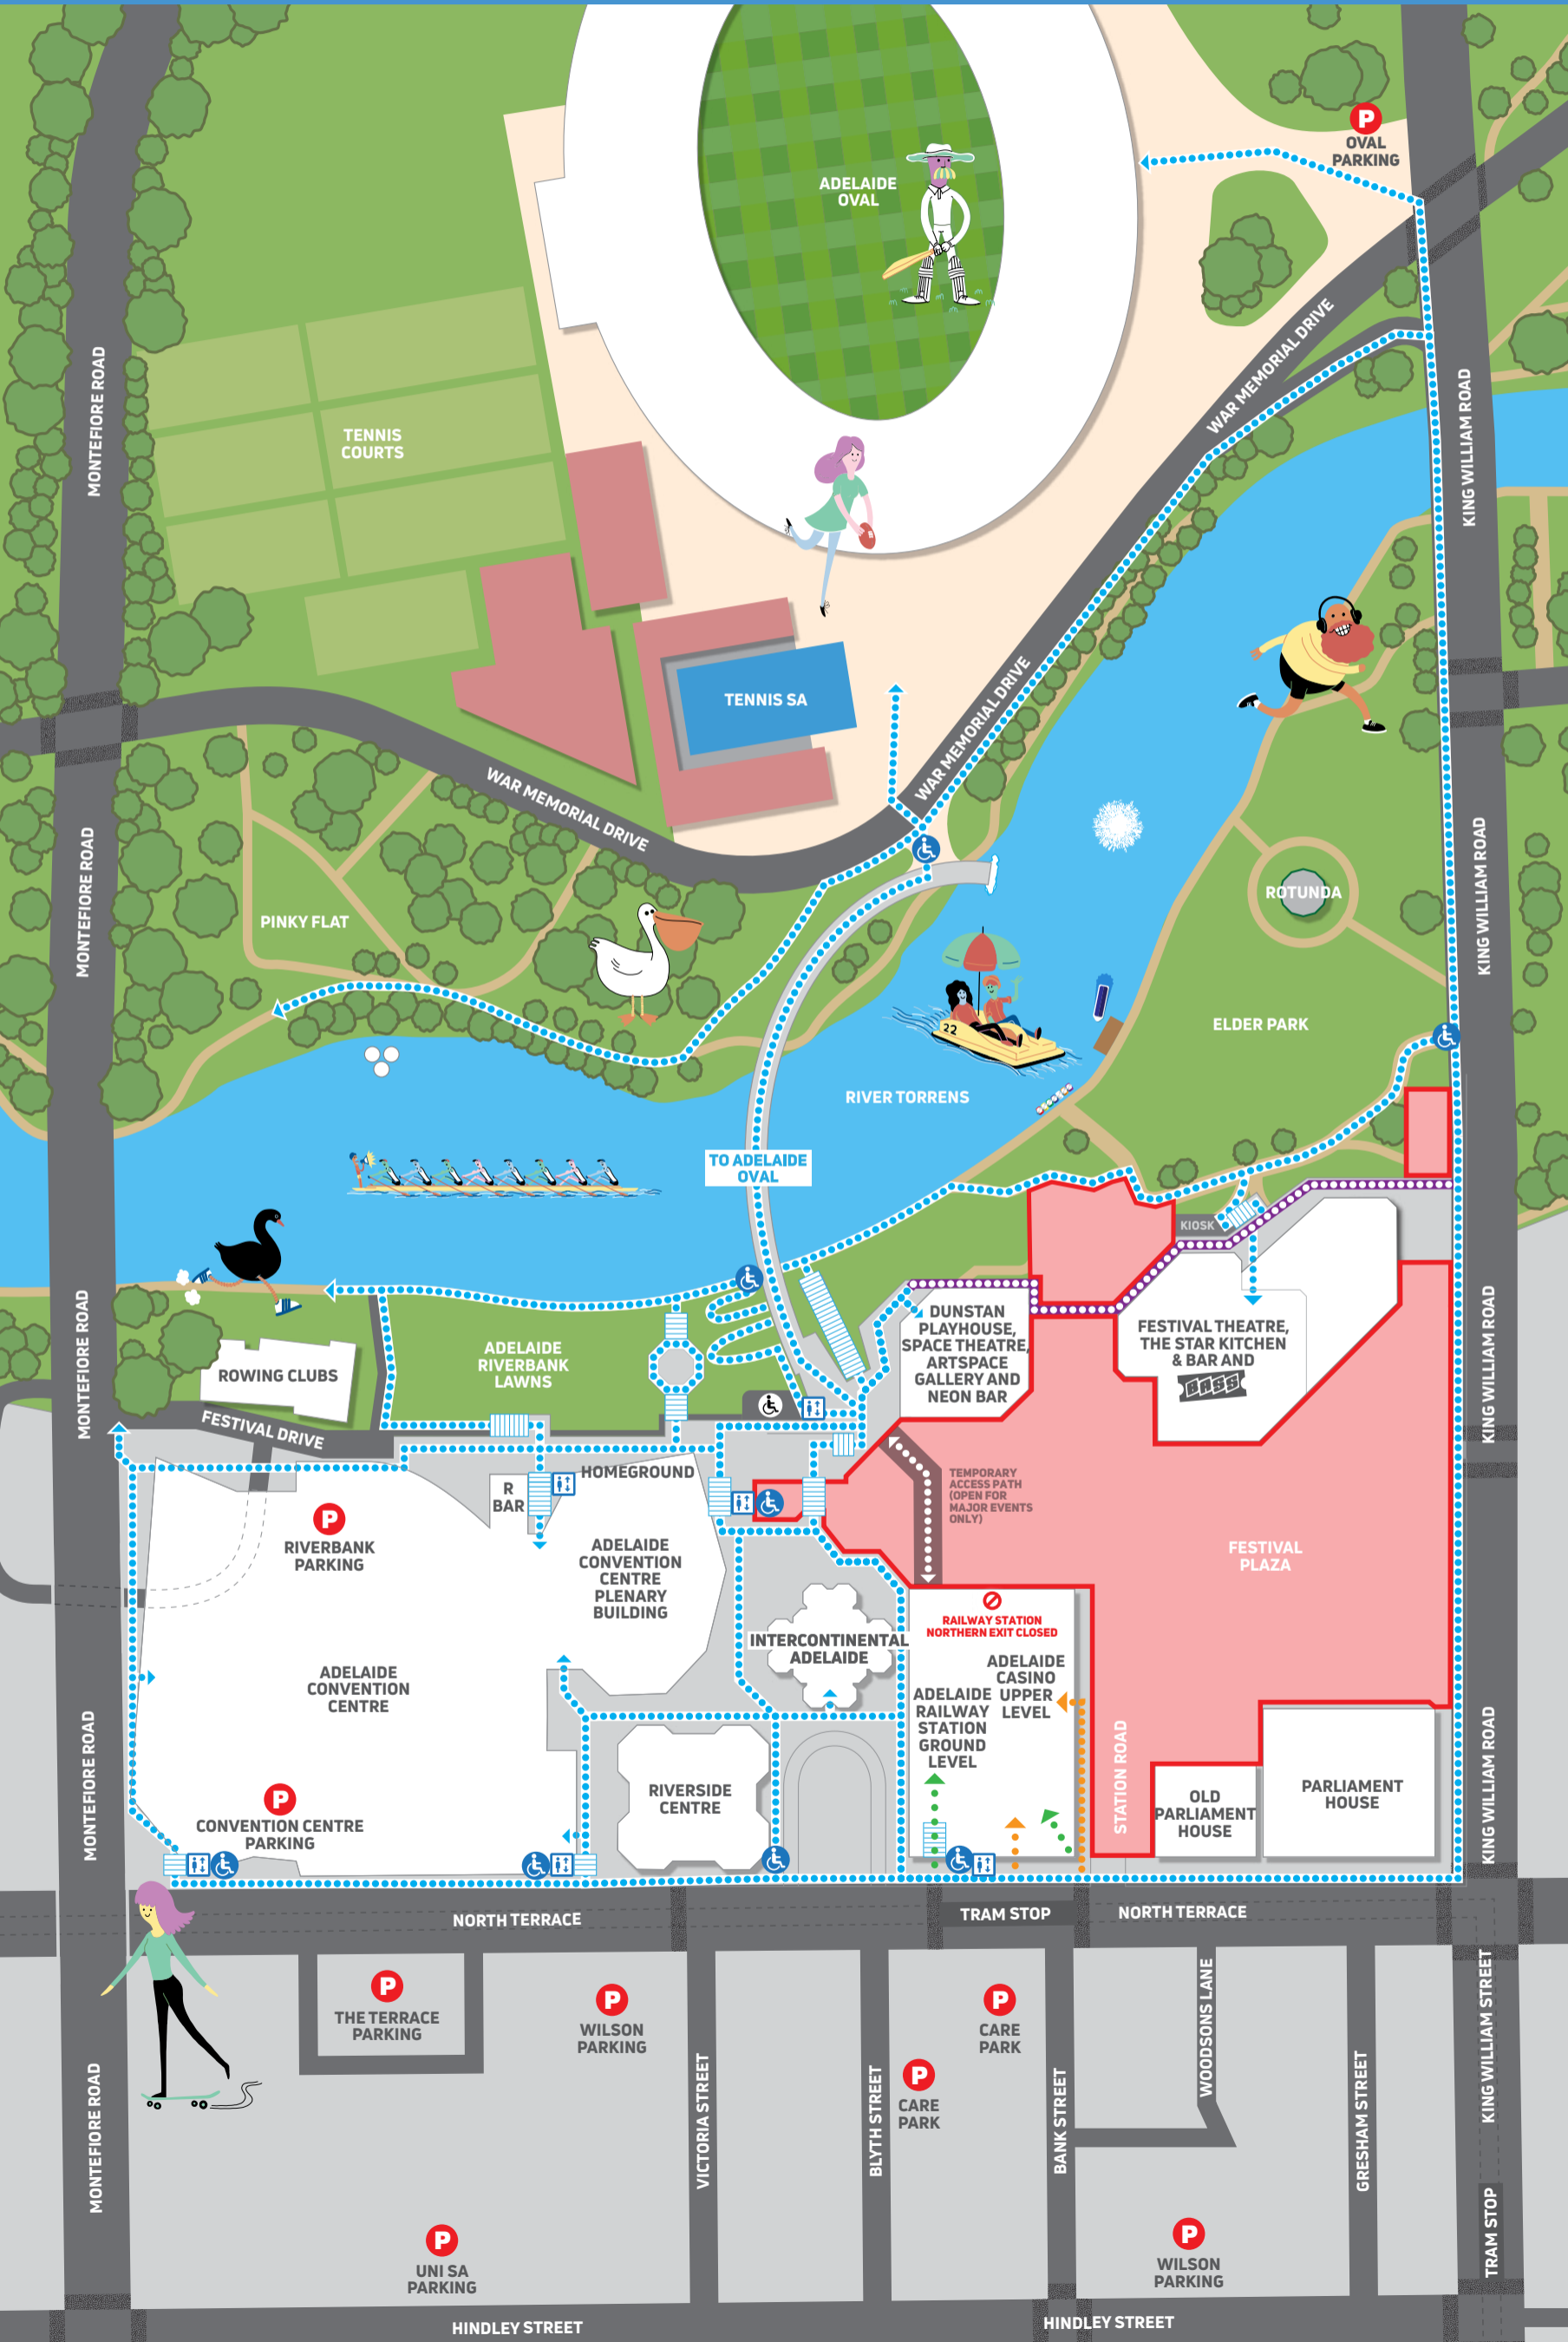 P
OVAL
PARKING
ADELAIDE
OVAL
WAR MEMORIAL DRIVE
MONTEFIORE ROAD
KING WILLIAM ROAD
TENNIS
COURTS
TENNIS SA
WAR MEMORIAL DRIVE
WAR MEMORIAL DRIVE
MONTEFIORE ROAD
KING WILLIAM ROAD
ROTUNDA
PINKY FLAT
22
ELDER PARK
RIVER TORRENS
TO ADELAIDE
OVAL
KIOSK
MONTEFIORE ROAD
KING WILLIAM ROAD
ROWING CLUBS
ADELAIDE
RIVERBANK
LAWNS
DUNSTAN
PLAYHOUSE,
SPACE THEATRE,
ARTSPACE
GALLERY AND
NEON BAR
FESTIVAL THEATRE,
THE STAR KITCHEN
& BAR AND
BASS
FESTIVAL DRIVE
HOMEGROUND
R
BAR
TEMPORARY
ACCESS PATH
(OPEN FOR
MAJOR EVENTS
ONLY)
P
RIVERBANK
PARKING
ADELAIDE
CONVENTION
CENTRE
PLENARY
BUILDING
FESTIVAL
PLAZA
RAILWAY STATION
NORTHERN EXIT CLOSED
INTERCONTINENTAL
ADELAIDE
ADELAIDE
CONVENTION
CENTRE
ADELAIDE
CASINO
UPPER
LEVEL
ADELAIDE
RAILWAY
STATION
GROUND
LEVEL
STATION ROAD
MONTEFIORE ROAD
KING WILLIAM ROAD
P
CONVENTION CENTRE
PARKING
RIVERSIDE
CENTRE
OLD
PARLIAMENT
HOUSE
PARLIAMENT
HOUSE
NORTH TERRACE
TRAM STOP
NORTH TERRACE
P
THE TERRACE
PARKING
P
WILSON
PARKING
P
CARE
PARK
P
CARE
PARK
WOODSONS LANE
KING WILLIAM STREET
MONTEFIORE ROAD
VICTORIA STREET
BLYTH STREET
BANK STREET
GRESHAM STREET
TRAM STOP
P
UNI SA
PARKING
P
WILSON
PARKING
HINDLEY STREET
HINDLEY STREET